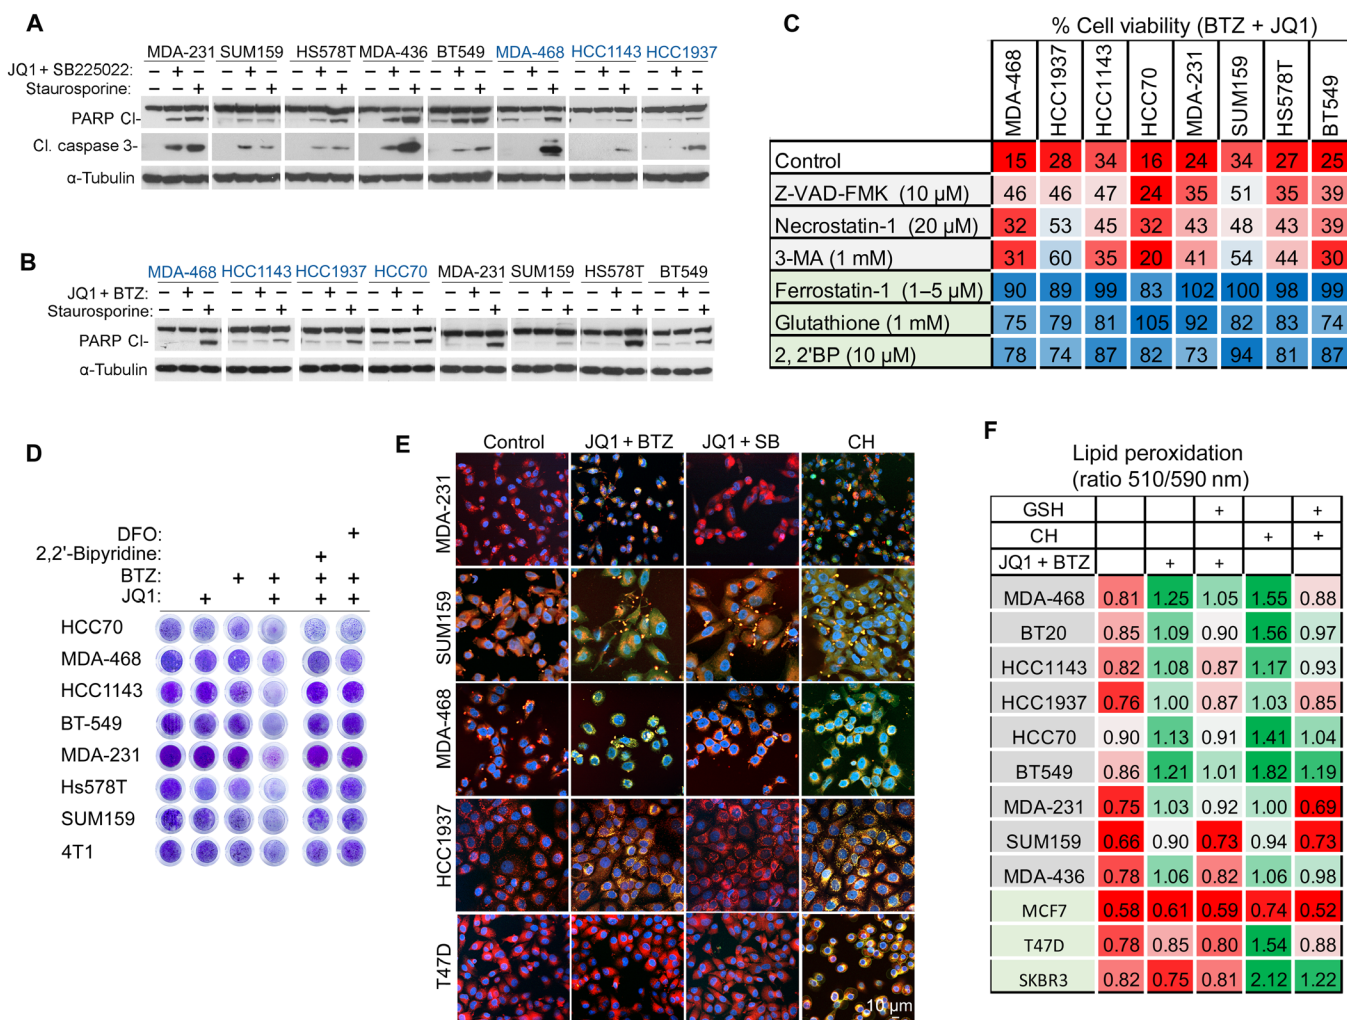 A
MDA-231 SUM159 HS578T MDA-436 BT549 MDA-468 HCC1143 HCC1937
JQ1 + SB225022: – + – – + – – + – – + – – + – – + – – + – – + –
Staurosporine: – – + – – + – – + – – + – – + – – + – – + – – +
PARP Cl-
Cl. caspase 3-
α-Tubulin
B
MDA-468 HCC1143 HCC1937 HCC70 MDA-231 SUM159 HS578T BT549
JQ1 + BTZ: – + – – + – – + – – + – – + – – + – – + – – + –
Staurosporine: – – + – – + – – + – – + – – + – – + – – + – – +
PARP Cl-
α-Tubulin
C
% Cell viability (BTZ + JQ1)
MDA-468 HCC1937 HCC1143 HCC70 MDA-231 SUM159 HS578T BT549
Control 15 28 34 16 24 34 27 25
Z-VAD-FMK (10 µM) 46 46 47 24 35 51 35 39
Necrostatin-1 (20 µM) 32 53 45 32 43 48 43 39
3-MA (1 mM) 31 60 35 20 41 54 44 30
Ferrostatin-1 (1–5 µM) 90 89 99 83 102 100 98 99
Glutathione (1 mM) 75 79 81 105 92 82 83 74
2, 2'BP (10 µM) 78 74 87 82 73 94 81 87
D
DFO: +
2,2'-Bipyridine: +
BTZ: + + + +
JQ1: + + + +
HCC70
MDA-468
HCC1143
BT-549
MDA-231
Hs578T
SUM159
4T1
E
Control JQ1 + BTZ JQ1 + SB CH
MDA-231
SUM159
MDA-468
HCC1937
T47D
10 µm
F
Lipid peroxidation
(ratio 510/590 nm)
GSH + +
CH + +
JQ1 + BTZ + +
MDA-468 0.81 1.25 1.05 1.55 0.88
BT20 0.85 1.09 0.90 1.56 0.97
HCC1143 0.82 1.08 0.87 1.17 0.93
HCC1937 0.76 1.00 0.87 1.03 0.85
HCC70 0.90 1.13 0.91 1.41 1.04
BT549 0.86 1.21 1.01 1.82 1.19
MDA-231 0.75 1.03 0.92 1.00 0.69
SUM159 0.66 0.90 0.73 0.94 0.73
MDA-436 0.78 1.06 0.82 1.06 0.98
MCF7 0.58 0.61 0.59 0.74 0.52
T47D 0.78 0.85 0.80 1.54 0.88
SKBR3 0.82 0.75 0.81 2.12 1.22